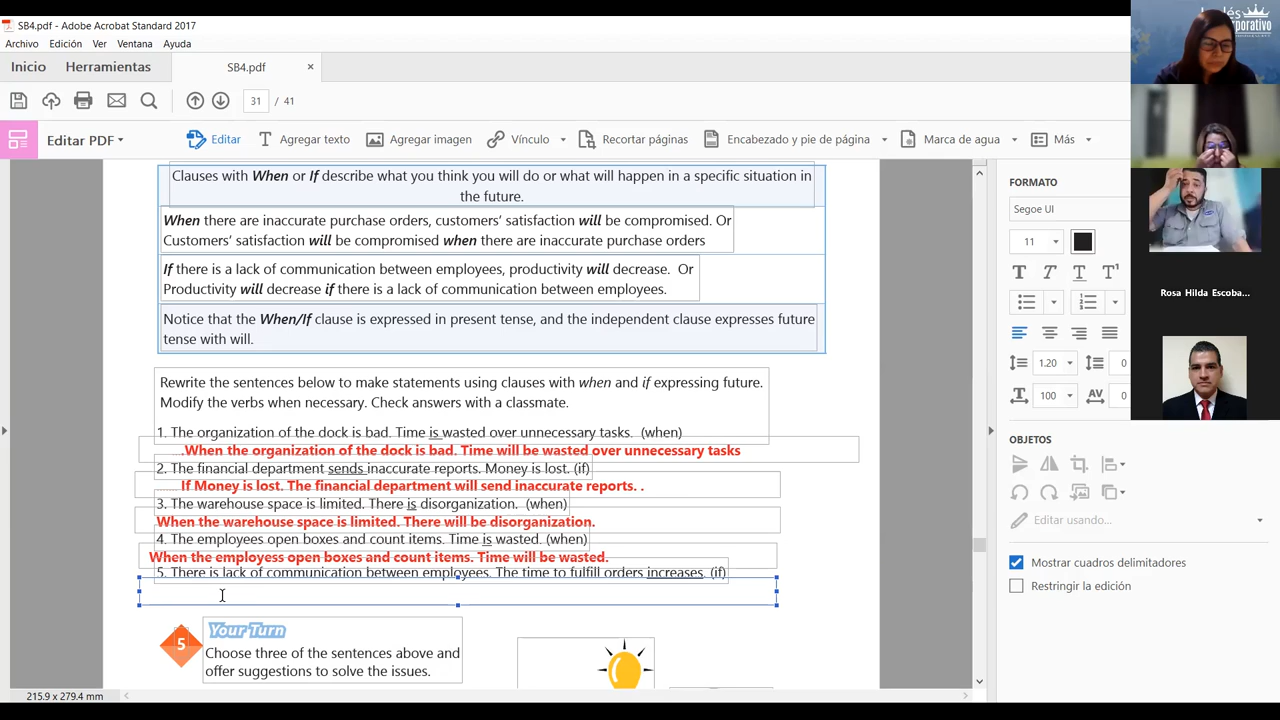 SB4.pdf - Adobe Acrobat Standard 2017
Archivo Edición Ver Ventana Ayuda
Inicio Herramientas SB4.pdf ×
31 / 41
Editar PDF Editar Agregar texto Agregar imagen Vínculo Recortar páginas Encabezado y pie de página Marca de agua Más
Clauses with When or If describe what you think you will do or what will happen in a specific situation in
the future.
When there are inaccurate purchase orders, customers' satisfaction will be compromised. Or
Customers' satisfaction will be compromised when there are inaccurate purchase orders
If there is a lack of communication between employees, productivity will decrease. Or
Productivity will decrease if there is a lack of communication between employees.
Notice that the When/If clause is expressed in present tense, and the independent clause expresses future
tense with will.
Rewrite the sentences below to make statements using clauses with when and if expressing future.
Modify the verbs when necessary. Check answers with a classmate.
1. The organization of the dock is bad. Time is wasted over unnecessary tasks. (when)
.When the organization of the dock is bad. Time will be wasted over unnecessary tasks
2. The financial department sends inaccurate reports. Money is lost. (if)
If Money is lost. The financial department will send inaccurate reports. .
3. The warehouse space is limited. There is disorganization. (when)
When the warehouse space is limited. There will be disorganization.
4. The employees open boxes and count items. Time is wasted. (when)
When the employess open boxes and count items. Time will be wasted.
5. There is lack of communication between employees. The time to fulfill orders increases. (if)
5 Your Turn
Choose three of the sentences above and
offer suggestions to solve the issues.
215.9 x 279.4 mm
FORMATO
Segoe UI
11
1.20 0
100 AV 0
OBJETOS
Editar usando...
Mostrar cuadros delimitadores
Restringir la edición
Rosa Hilda Escoba...